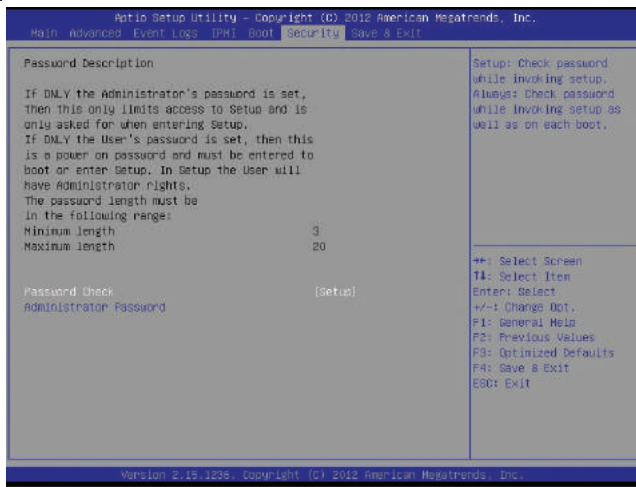 Aptio Setup Utility – Copyright (C) 2012 American Megatrends, Inc.
Main Advanced Event Logs IPMI Boot Security Save & Exit
Password Description
If ONLY the Administrator's password is set,
then this only limits access to Setup and is
only asked for when entering Setup.
If ONLY the User's password is set, then this
is a power on password and must be entered to
boot or enter Setup. In Setup the User will
have Administrator rights.
The password length must be
in the following range:
Minimum length 3
Maximum length 20
Password Check [Setup]
Administrator Password
Setup: Check password
while invoking setup.
Always: Check password
while invoking setup as
well as on each boot.
→←: Select Screen
↑↓: Select Item
Enter: Select
+/-: Change Opt.
F1: General Help
F2: Previous Values
F3: Optimized Defaults
F4: Save & Exit
ESC: Exit
Version 2.15.1236. Copyright (C) 2012 American Megatrends, Inc.